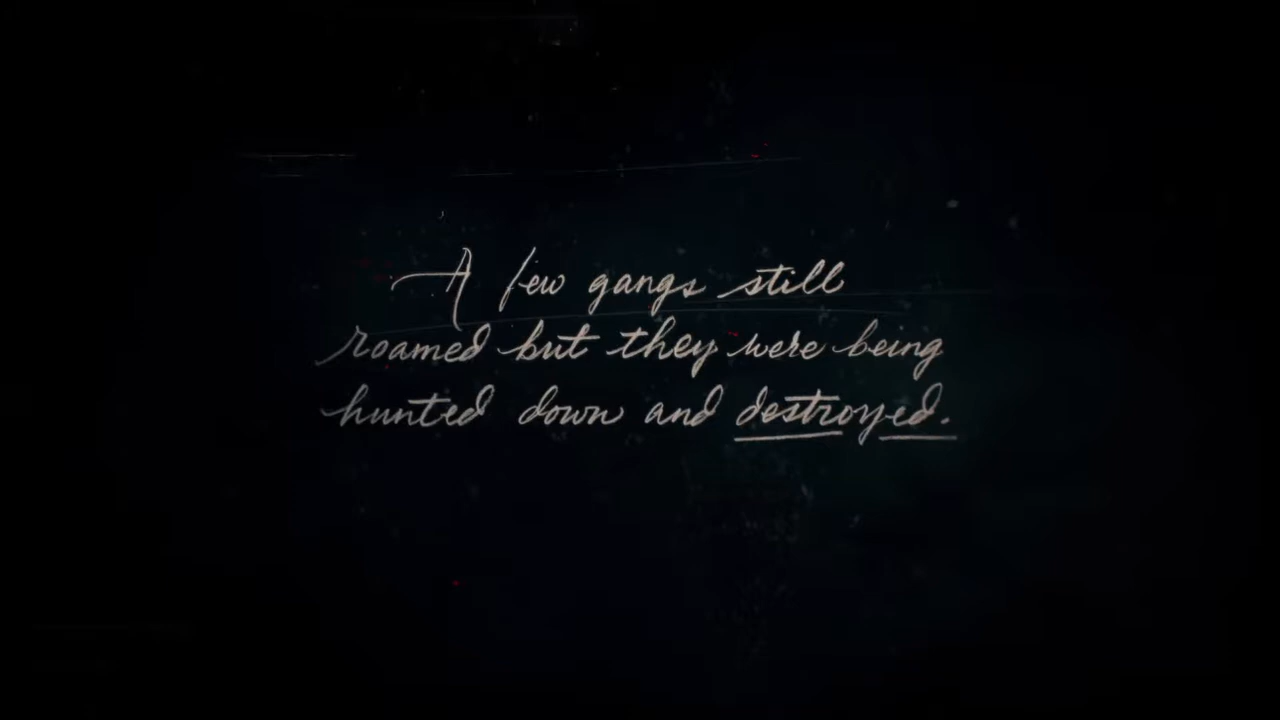 A few gangs still
roamed but they were being
hunted down and destroyed.